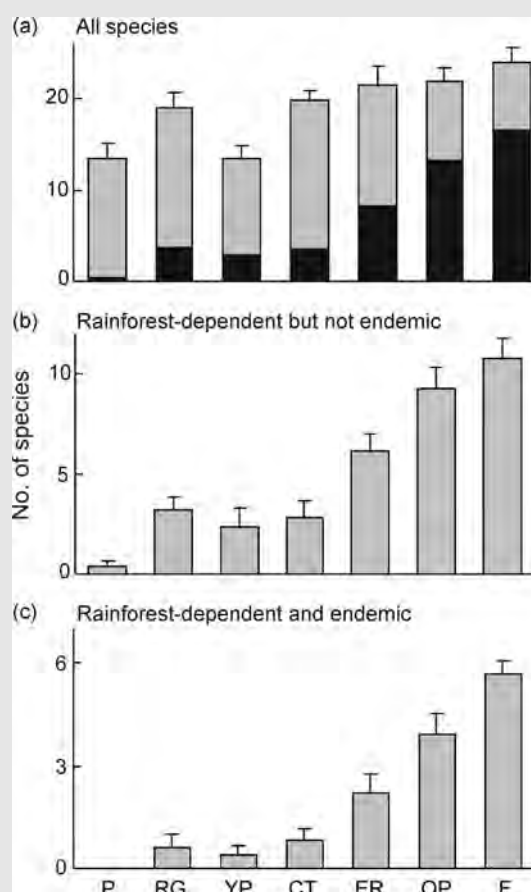 (a) All species
20
10
0
(b) Rainforest-dependent but not endemic
10
5
0
No. of species
(c) Rainforest-dependent and endemic
6
3
0
P RG YP CT ER OP F